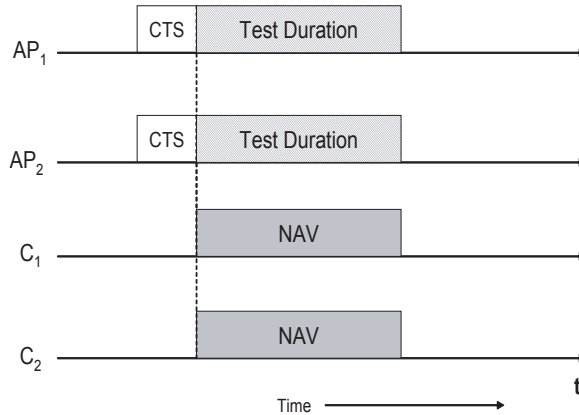 AP₁ CTS Test Duration
AP₂ CTS Test Duration
C₁ NAV
C₂ NAV
t
Time